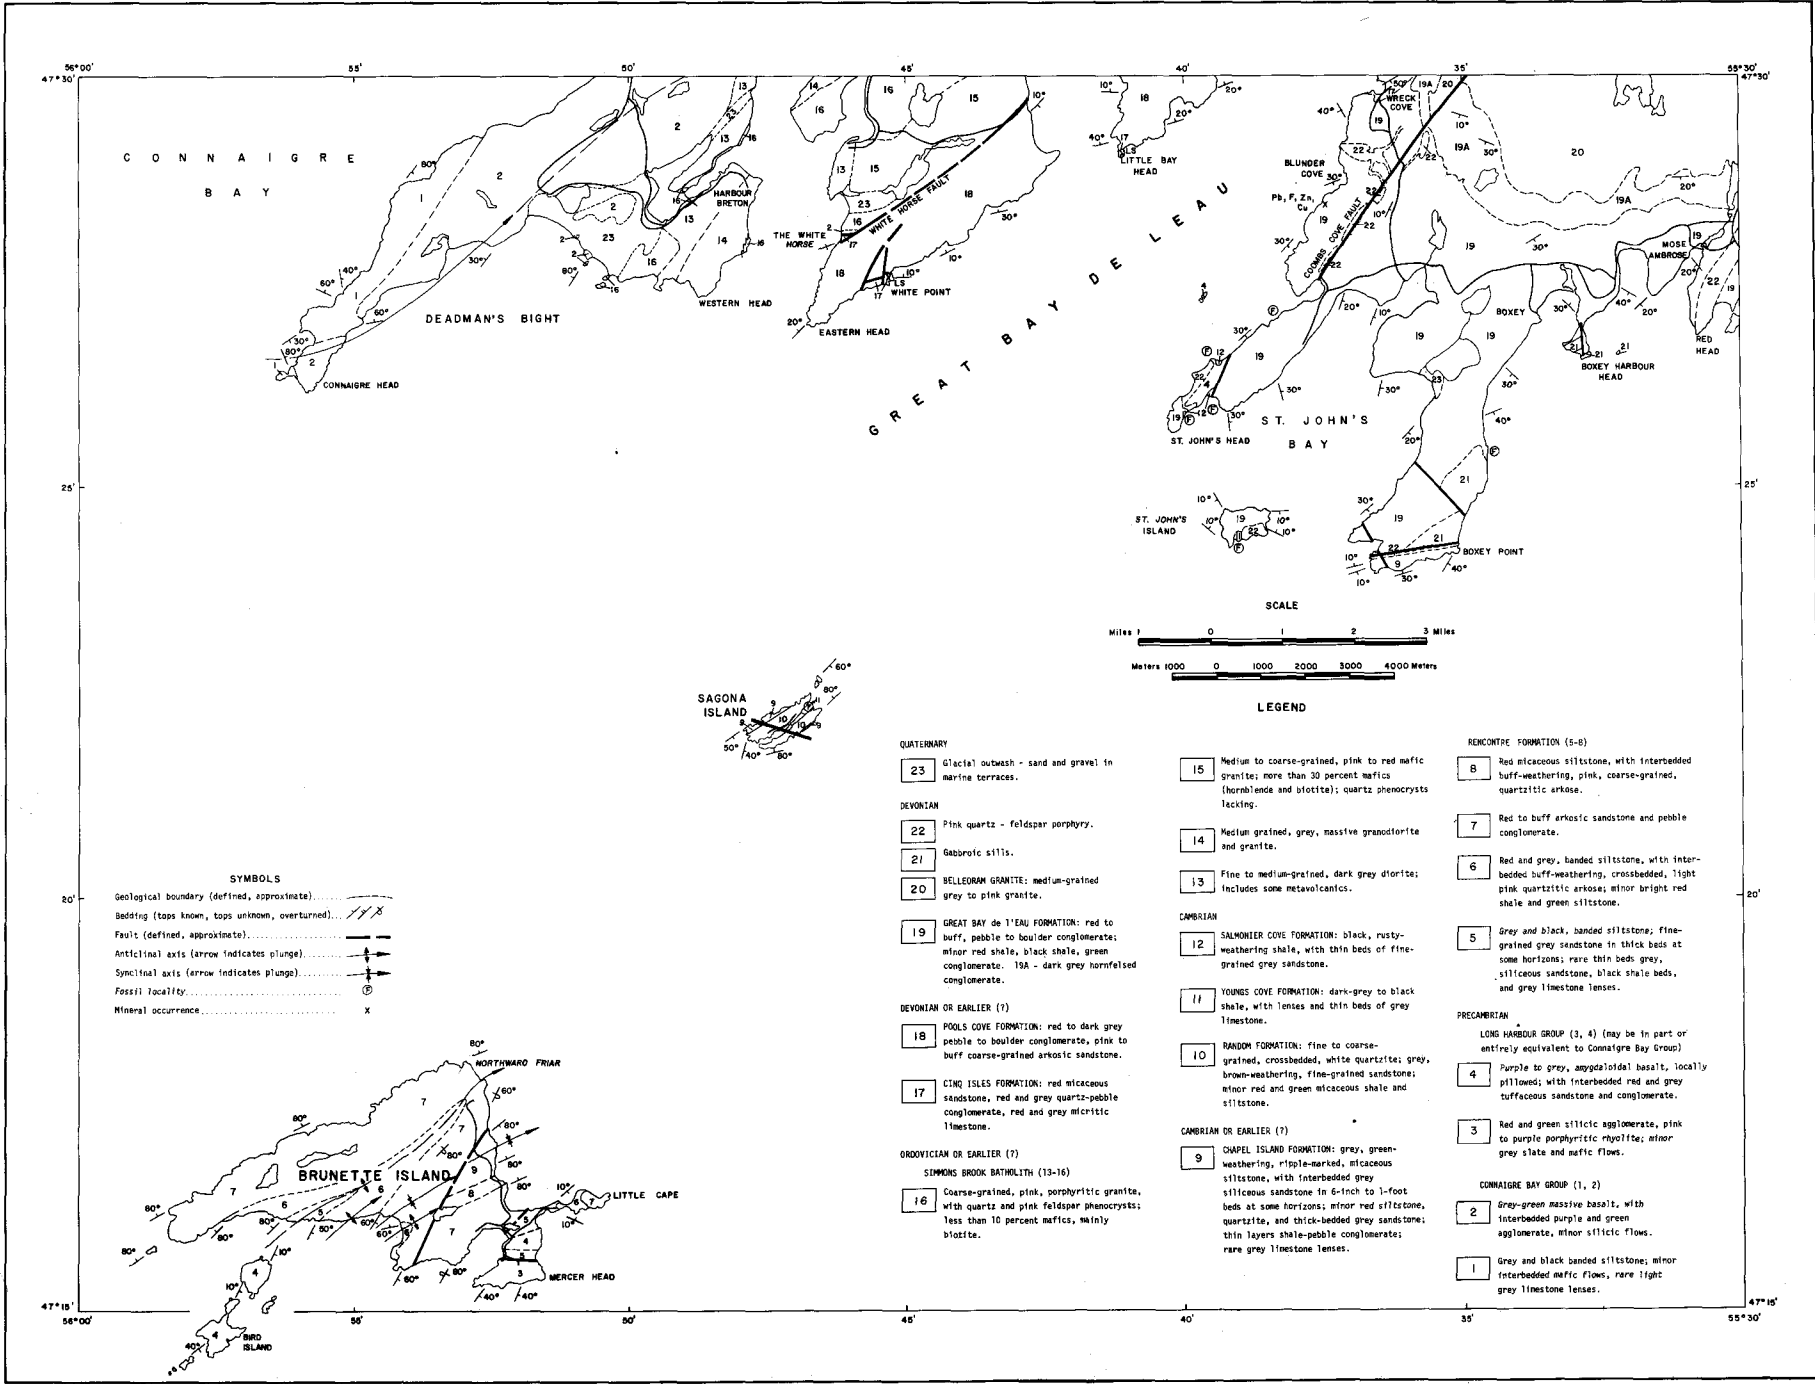 56°00'
55'
50'
45'
40'
35'
55°30'
47°30'
47°30'
CONNAIGRE
BAY
HARBOUR
BRETON
THE WHITE
HORSE
WHITE HORSE FAULT
LS
WHITE POINT
WESTERN HEAD
EASTERN HEAD
DEADMAN'S BIGHT
CONNAIGRE HEAD
GREAT BAY DE LEAU
LS
LITTLE BAY
HEAD
WRECK
COVE
BLUNDER
COVE
Pb, F, Zn,
Cu
COOMBS COVE FAULT
MOSE
AMBROSE
BOXEY
RED
HEAD
BOXEY HARBOUR
HEAD
ST. JOHN'S HEAD
ST. JOHN'S
BAY
25'
25'
ST. JOHN'S
ISLAND
BOXEY POINT
SCALE
Miles 1 0 1 2 3 Miles
Meters 1000 0 1000 2000 3000 4000 Meters
SAGONA
ISLAND
LEGEND
QUATERNARY
23 Glacial outwash - sand and gravel in
marine terraces.
DEVONIAN
22 Pink quartz - feldspar porphyry.
21 Gabbroic sills.
20 BELLEORAM GRANITE: medium-grained
grey to pink granite.
19 GREAT BAY de l'EAU FORMATION: red to
buff, pebble to boulder conglomerate;
minor red shale, black shale, green
conglomerate. 19A - dark grey hornfelsed
conglomerate.
DEVONIAN OR EARLIER (?)
18 POOLS COVE FORMATION: red to dark grey
pebble to boulder conglomerate, pink to
buff coarse-grained arkosic sandstone.
17 CINQ ISLES FORMATION: red micaceous
sandstone, red and grey quartz-pebble
conglomerate, red and grey micritic
limestone.
ORDOVICIAN OR EARLIER (?)
SIMMONS BROOK BATHOLITH (13-16)
16 Coarse-grained, pink, porphyritic granite,
with quartz and pink feldspar phenocrysts;
less than 10 percent mafics, mainly
biotite.
15 Medium to coarse-grained, pink to red mafic
granite; more than 30 percent mafics
(hornblende and biotite); quartz phenocrysts
lacking.
14 Medium grained, grey, massive granodiorite
and granite.
13 Fine to medium-grained, dark grey diorite;
includes some metavolcanics.
CAMBRIAN
12 SALMONIER COVE FORMATION: black, rusty-
weathering shale, with thin beds of fine-
grained grey sandstone.
11 YOUNGS COVE FORMATION: dark-grey to black
shale, with lenses and thin beds of grey
limestone.
10 RANDOM FORMATION: fine to coarse-
grained, crossbedded, white quartzite; grey,
brown-weathering, fine-grained sandstone;
minor red and green micaceous shale and
siltstone.
CAMBRIAN OR EARLIER (?)
9 CHAPEL ISLAND FORMATION: grey, green-
weathering, ripple-marked, micaceous
siltstone, with interbedded grey
siliceous sandstone in 6-inch to 1-foot
beds at some horizons; minor red siltstone,
quartzite, and thick-bedded grey sandstone;
thin layers shale-pebble conglomerate;
rare grey limestone lenses.
RENCONTRE FORMATION (5-8)
8 Red micaceous siltstone, with interbedded
buff-weathering, pink, coarse-grained,
quartzitic arkose.
7 Red to buff arkosic sandstone and pebble
conglomerate.
6 Red and grey, banded siltstone, with inter-
bedded buff-weathering, crossbedded, light
pink quartzitic arkose; minor bright red
shale and green siltstone.
5 Grey and black, banded siltstone; fine-
grained grey sandstone in thick beds at
some horizons; rare thin beds grey,
siliceous sandstone, black shale beds,
and grey limestone lenses.
PRECAMBRIAN
LONG HARBOUR GROUP (3, 4) (may be in part or
entirely equivalent to Connaigre Bay Group)
4 Purple to grey, amygdaloidal basalt, locally
pillowed; with interbedded red and grey
tuffaceous sandstone and conglomerate.
3 Red and green silicic agglomerate, pink
to purple porphyritic rhyolite; minor
grey slate and mafic flows.
CONNAIGRE BAY GROUP (1, 2)
2 Grey-green massive basalt, with
interbedded purple and green
agglomerate, minor silicic flows.
1 Grey and black banded siltstone; minor
interbedded mafic flows, rare light
grey limestone lenses.
SYMBOLS
Geological boundary (defined, approximate)
Bedding (tops known, tops unknown, overturned)
Fault (defined, approximate)
Anticlinal axis (arrow indicates plunge)
Synclinal axis (arrow indicates plunge)
Fossil locality F
Mineral occurrence x
20'
20'
NORTHWARD FRIAR
BRUNETTE ISLAND
LITTLE CAPE
MERCER HEAD
BIRD
ISLAND
47°15'
47°15'
56°00'
55'
50'
45'
40'
35'
55°30'